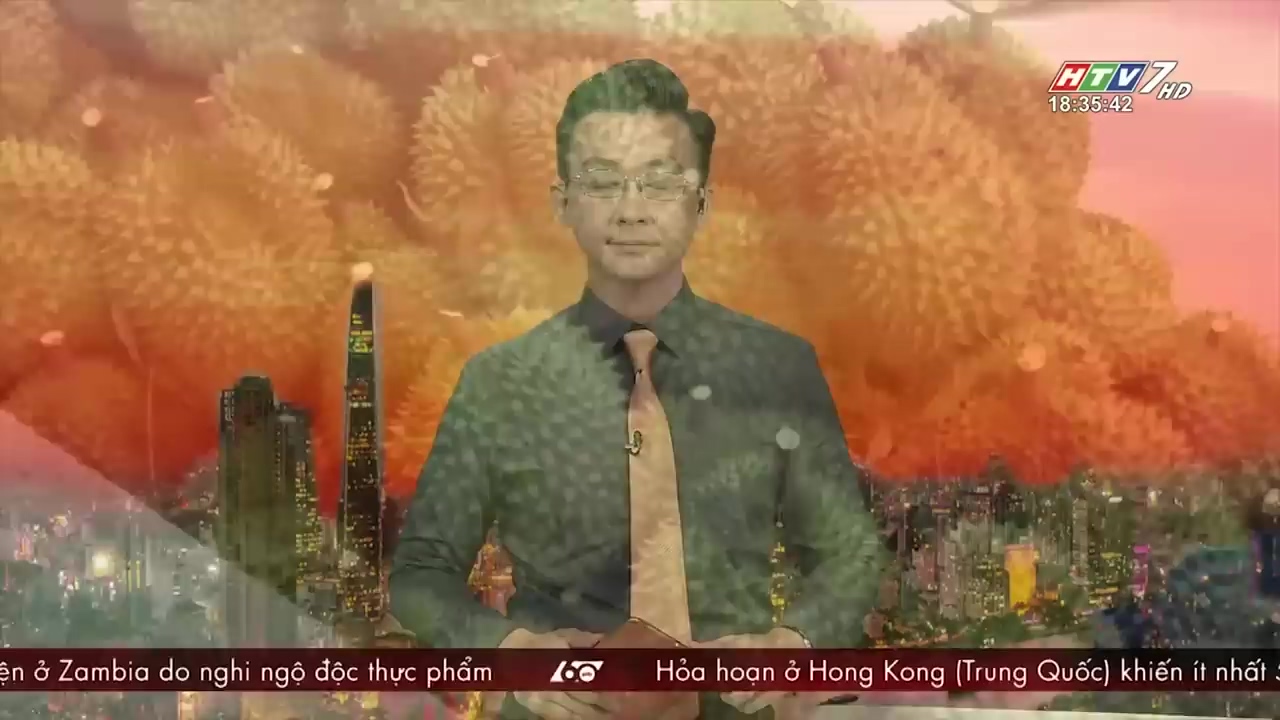 HTV7 HD
18:35:42
ện ở Zambia do nghi ngộ độc thực phẩm 60 Hỏa hoạn ở Hong Kong (Trung Quốc) khiến ít nhất